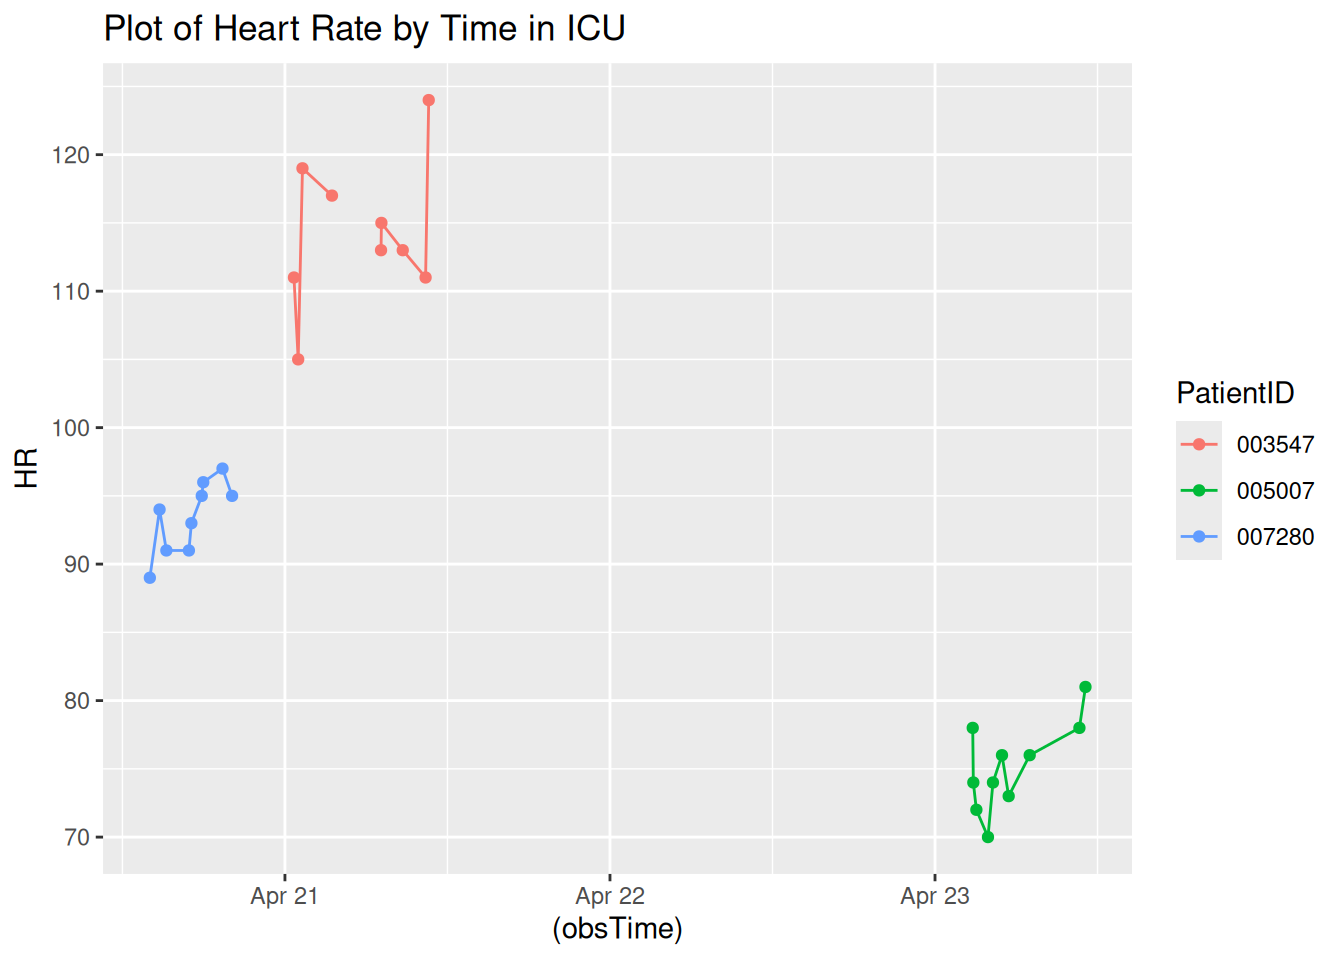 Plot of Heart Rate by Time in ICU
120
110
100
90
80
70
HR
Apr 21
Apr 22
Apr 23
(obsTime)
PatientID
003547
005007
007280